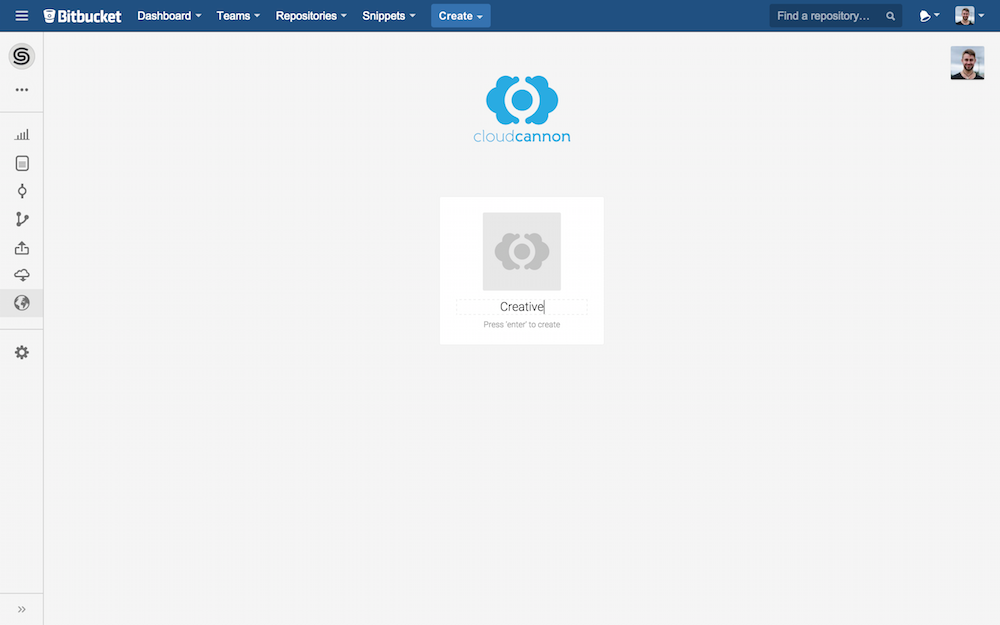 Bitbucket Dashboard Teams Repositories Snippets Create Find a repository...
cloudcannon
Creative
Press 'enter' to create